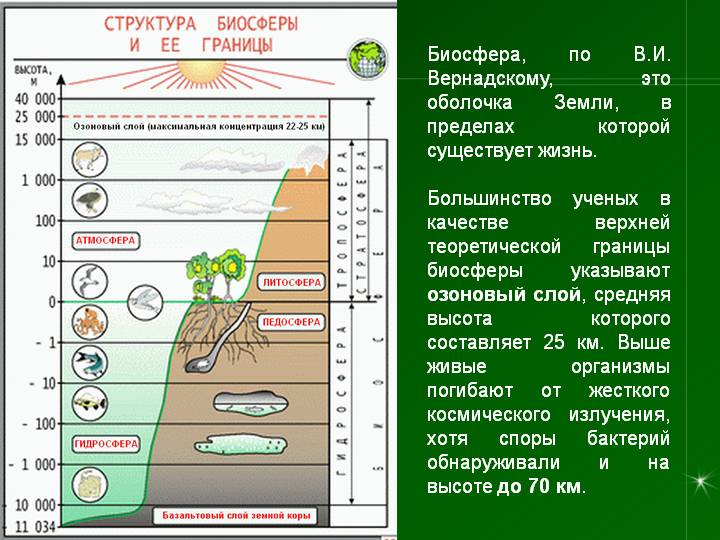 СТРУКТУРА БИОСФЕРЫ
И ЕЕ ГРАНИЦЫ
ВЫСОТА,
М
40 000
25 000
Озоновый слой (максимальная концентрация 22-25 км)
15 000
1 000
100
АТМОСФЕРА
10
ЛИТОСФЕРА
0
ПЕДОСФЕРА
- 1
- 10
- 100
ГИДРОСФЕРА
- 1 000
- 10 000
Базальтовый слой земной коры
- 11 034
ТРОПОСФЕРА
СТРАТОСФЕРА
ГИДРОСФЕРА
БИОСФЕРА
Биосфера, по В.И.
Вернадскому, это
оболочка Земли, в
пределах которой
существует жизнь.
Большинство ученых в
качестве верхней
теоретической границы
биосферы указывают
озоновый слой, средняя
высота которого
составляет 25 км. Выше
живые организмы
погибают от жесткого
космического излучения,
хотя споры бактерий
обнаруживали и на
высоте до 70 км.